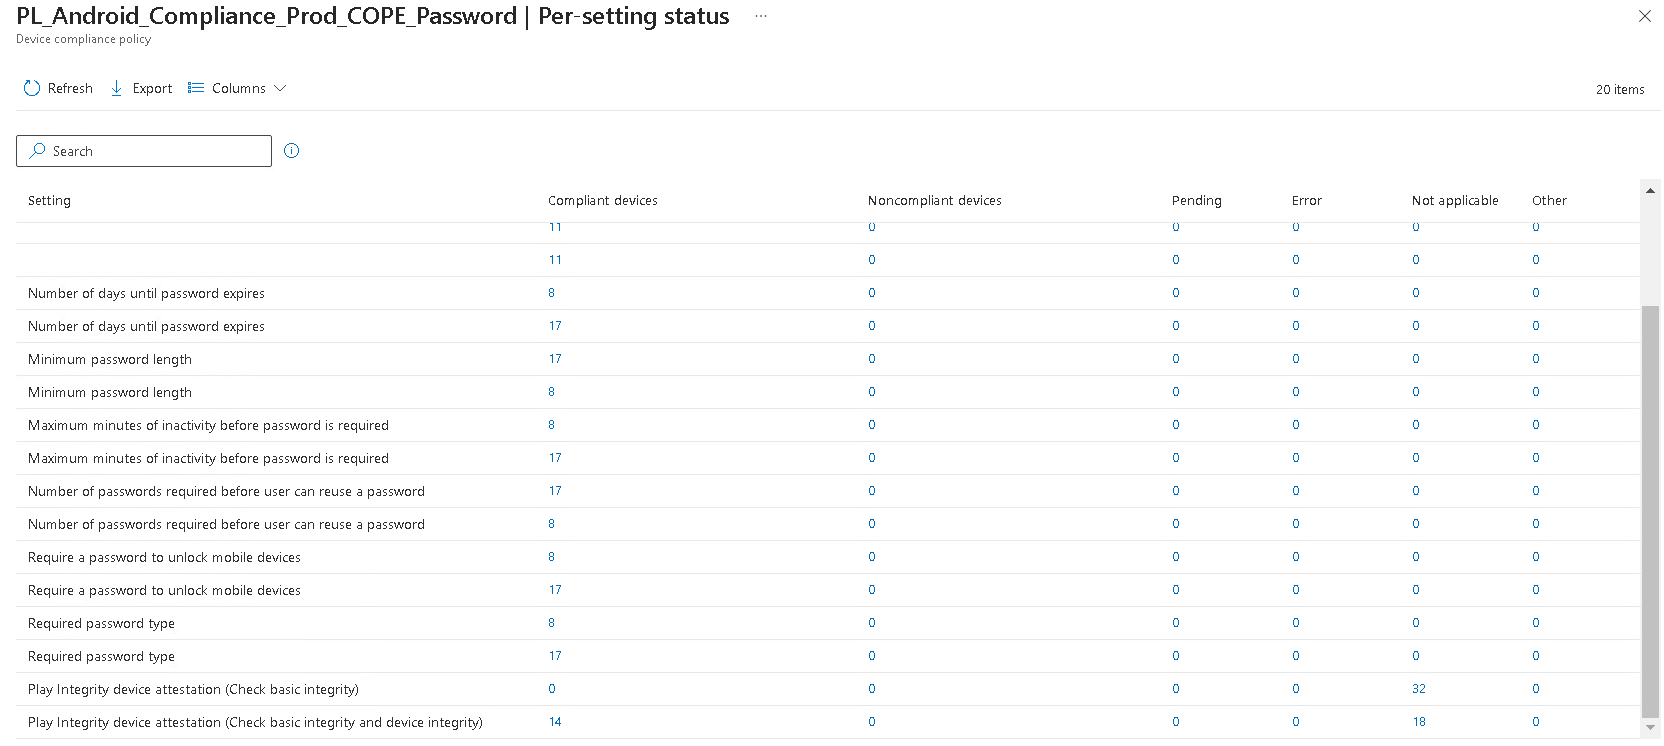 PL_Android_Compliance_Prod_COPE_Password | Per-setting status ...
Device compliance policy
Refresh Export Columns 20 items
Search
Setting Compliant devices Noncompliant devices Pending Error Not applicable Other
11 0 0 0 0 0
11 0 0 0 0 0
Number of days until password expires 8 0 0 0 0 0
Number of days until password expires 17 0 0 0 0 0
Minimum password length 17 0 0 0 0 0
Minimum password length 8 0 0 0 0 0
Maximum minutes of inactivity before password is required 8 0 0 0 0 0
Maximum minutes of inactivity before password is required 17 0 0 0 0 0
Number of passwords required before user can reuse a password 17 0 0 0 0 0
Number of passwords required before user can reuse a password 8 0 0 0 0 0
Require a password to unlock mobile devices 8 0 0 0 0 0
Require a password to unlock mobile devices 17 0 0 0 0 0
Required password type 8 0 0 0 0 0
Required password type 17 0 0 0 0 0
Play Integrity device attestation (Check basic integrity) 0 0 0 0 32 0
Play Integrity device attestation (Check basic integrity and device integrity) 14 0 0 0 18 0